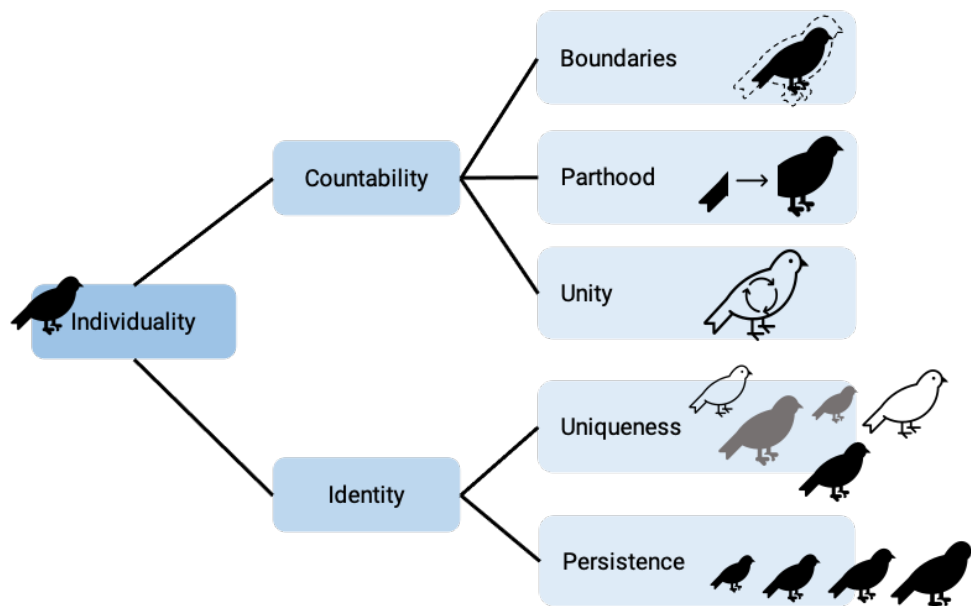 Boundaries
Countability
Parthood
Unity
Individuality
Uniqueness
Identity
Persistence